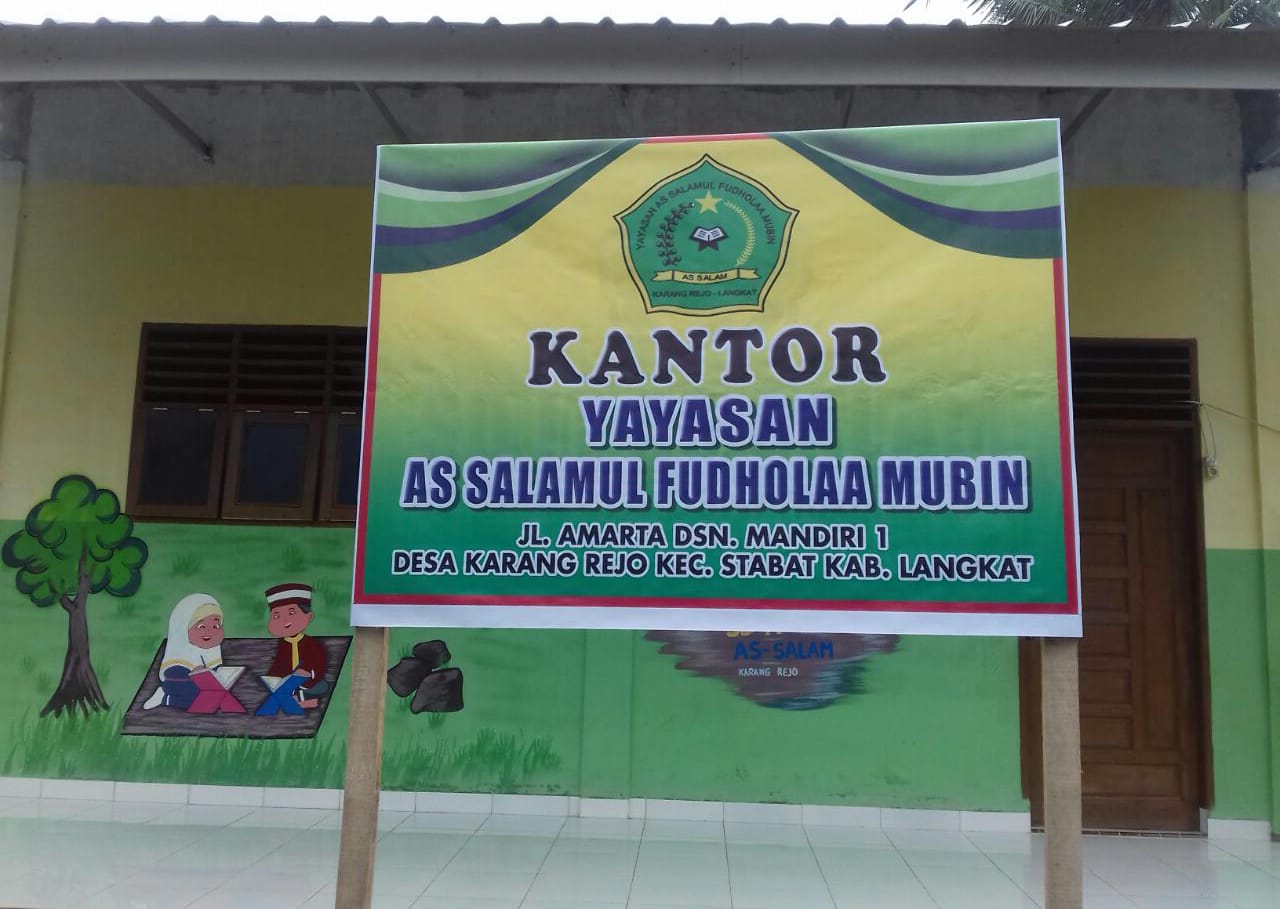 YAYASAN AS SALAMUL FUDHOLAA MUBIN
AS SALAM
KARANG REJO - LANGKAT
KANTOR
YAYASAN
AS SALAMUL FUDHOLAA MUBIN
JL. AMARTA DSN. MANDIRI 1
DESA KARANG REJO KEC. STABAT KAB. LANGKAT
AS-SALAM
KARANG REJO